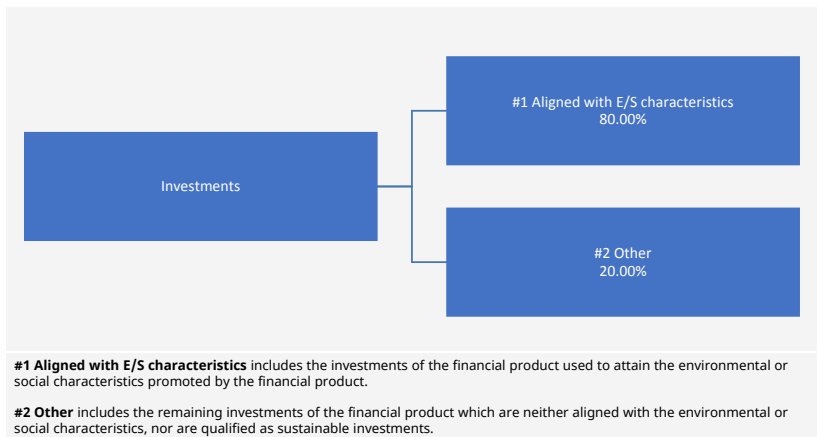 #1 Aligned with E/S characteristics
80.00%
Investments
#2 Other
20.00%
#1 Aligned with E/S characteristics includes the investments of the financial product used to attain the environmental or
social characteristics promoted by the financial product.
#2 Other includes the remaining investments of the financial product which are neither aligned with the environmental or
social characteristics, nor are qualified as sustainable investments.